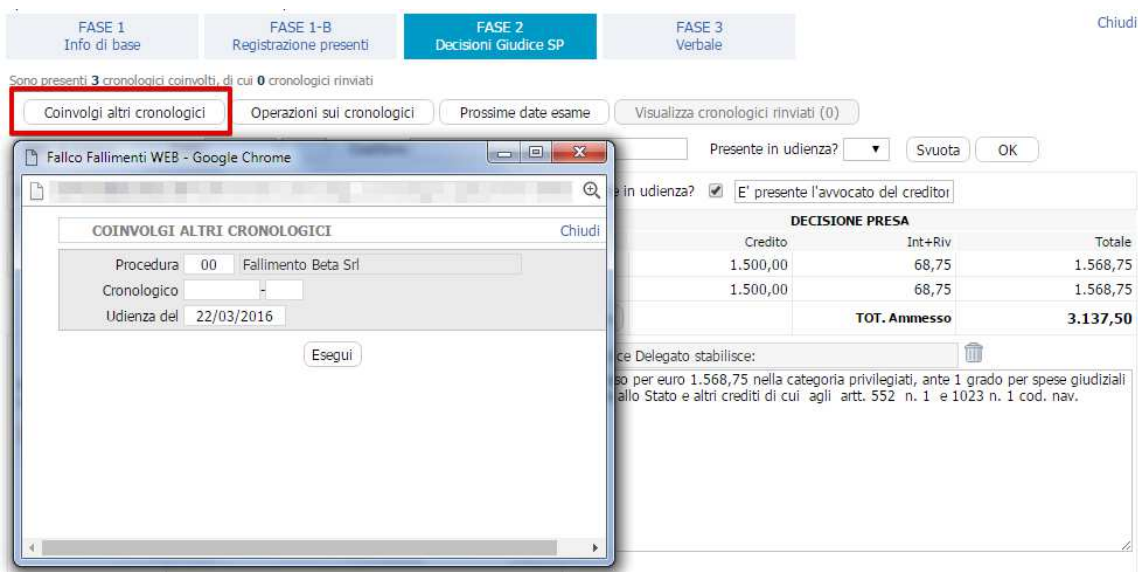 FASE 1 FASE 1-B FASE 2 FASE 3 Chiudi
Info di base Registrazione presenti Decisioni Giudice SP Verbale
Sono presenti 3 cronologici coinvolti, di cui 0 cronologici rinviati
Coinvolgi altri cronologici Operazioni sui cronologici Prossime date esame Visualizza cronologici rinviati (0)
Presente in udienza? Svuota OK
Fallco Fallimenti WEB - Google Chrome
in udienza? E' presente l'avvocato del creditor
COINVOLGI ALTRI CRONOLOGICI Chiudi
DECISIONE PRESA
Credito Int+Riv Totale
Procedura 00 Fallimento Beta Srl
1.500,00 68,75 1.568,75
Cronologico -
1.500,00 68,75 1.568,75
Udienza del 22/03/2016
TOT. Ammesso 3.137,50
Esegui
ce Delegato stabilisce:
so per euro 1.568,75 nella categoria privilegiati, ante 1 grado per spese giudiziali
allo Stato e altri crediti di cui agli artt. 552 n. 1 e 1023 n. 1 cod. nav.